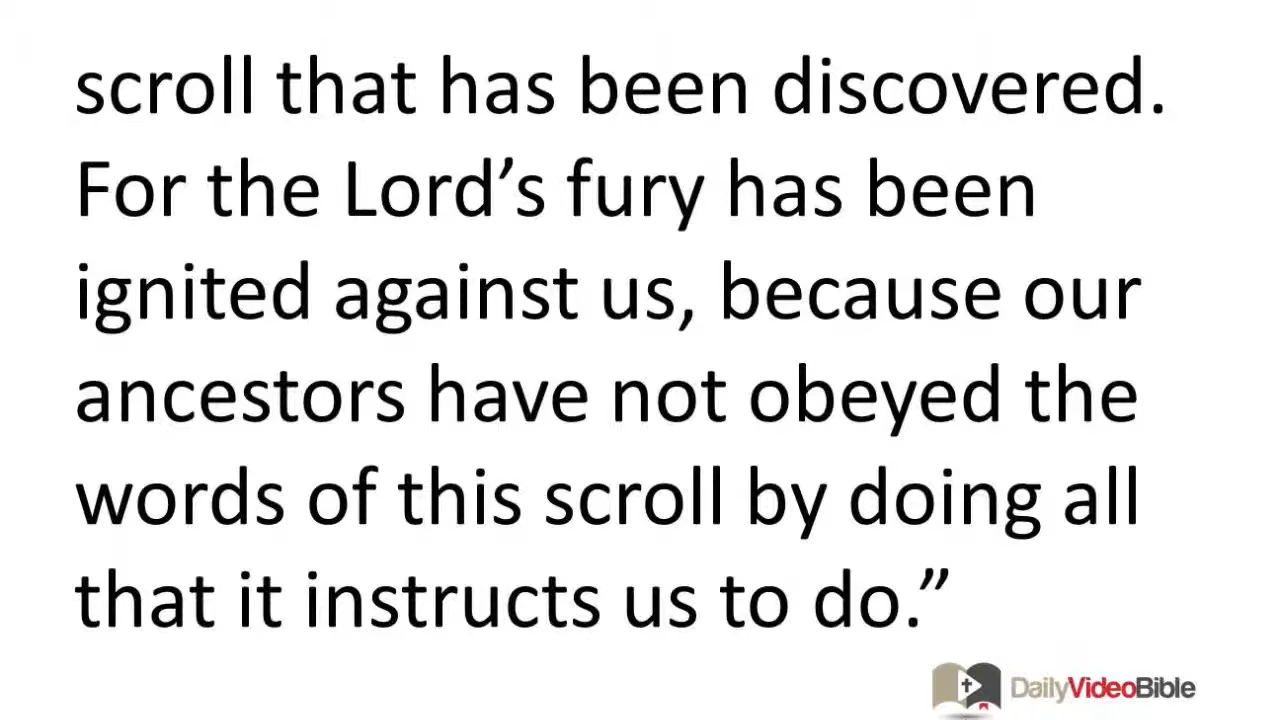 scroll that has been discovered.
For the Lord’s fury has been
ignited against us, because our
ancestors have not obeyed the
words of this scroll by doing all
that it instructs us to do.”
DailyVideoBible